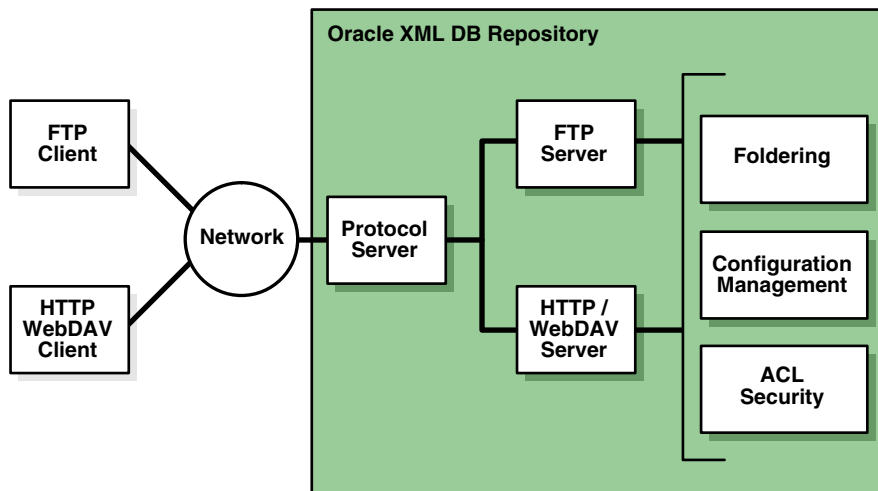 Oracle XML DB Repository
FTP
Client
HTTP
WebDAV
Client
Network
Protocol
Server
FTP
Server
HTTP /
WebDAV
Server
Foldering
Configuration
Management
ACL
Security